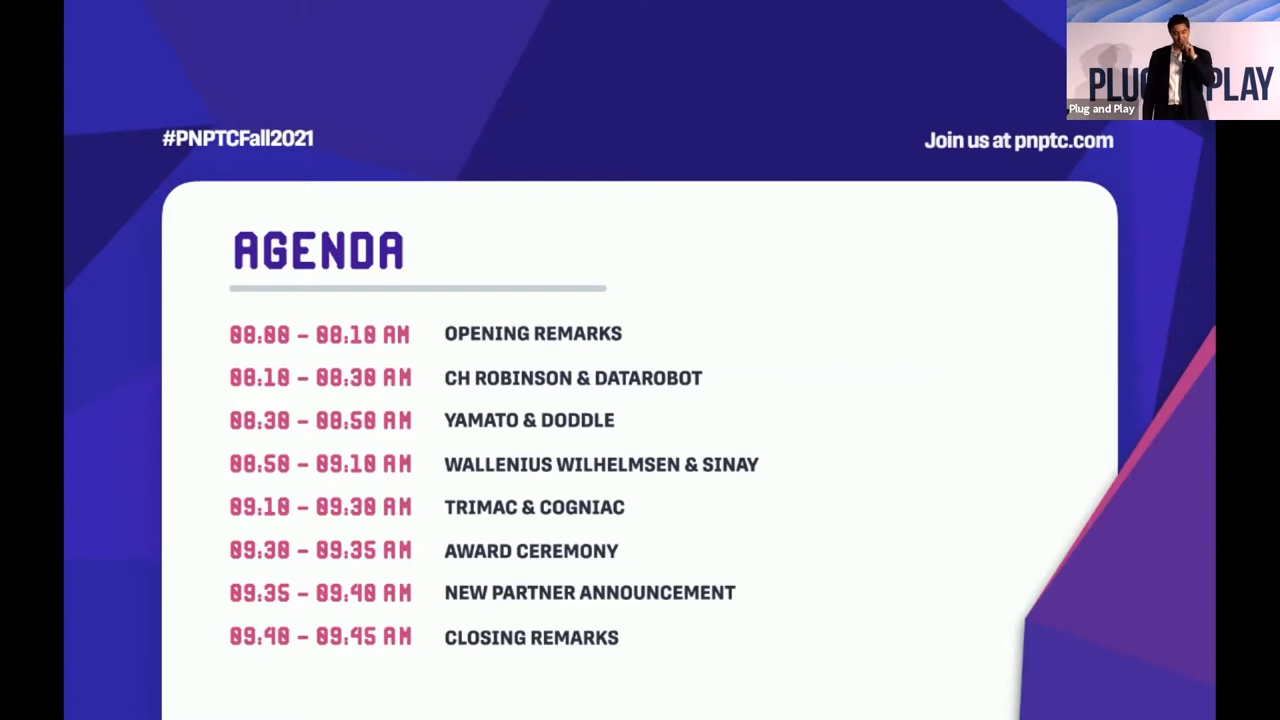 PLUG PLAY
Plug and Play
#PNPTCFall2021
Join us at pnptc.com
AGENDA
08:00 - 08:10 AM OPENING REMARKS
08:10 - 08:30 AM CH ROBINSON & DATAROBOT
08:30 - 08:50 AM YAMATO & DODDLE
08:50 - 09:10 AM WALLENIUS WILHELMSEN & SINAY
09:10 - 09:30 AM TRIMAC & COGNIAC
09:30 - 09:35 AM AWARD CEREMONY
09:35 - 09:40 AM NEW PARTNER ANNOUNCEMENT
09:40 - 09:45 AM CLOSING REMARKS